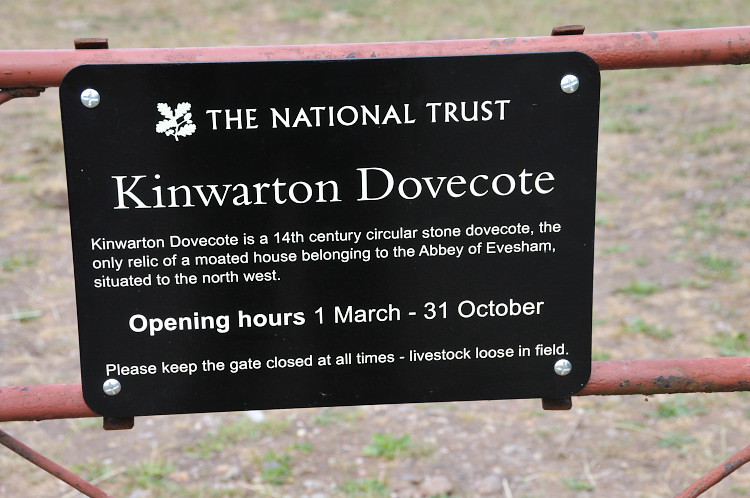 THE NATIONAL TRUST
Kinwarton Dovecote
Kinwarton Dovecote is a 14th century circular stone dovecote, the
only relic of a moated house belonging to the Abbey of Evesham,
situated to the north west.
Opening hours 1 March - 31 October
Please keep the gate closed at all times - livestock loose in field.